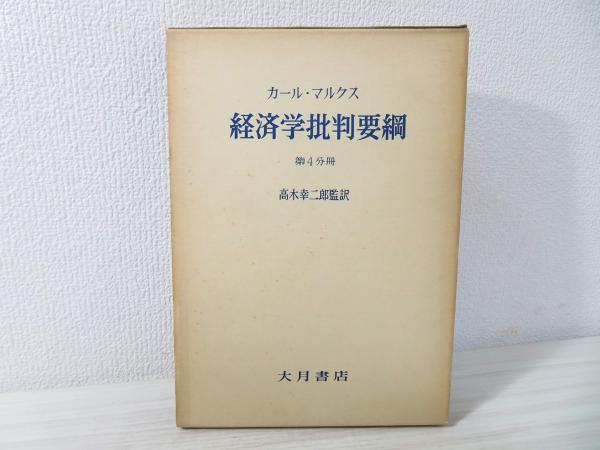 カール・マルクス
経済学批判要綱
第4分冊
高木幸二郎監訳
大月書店